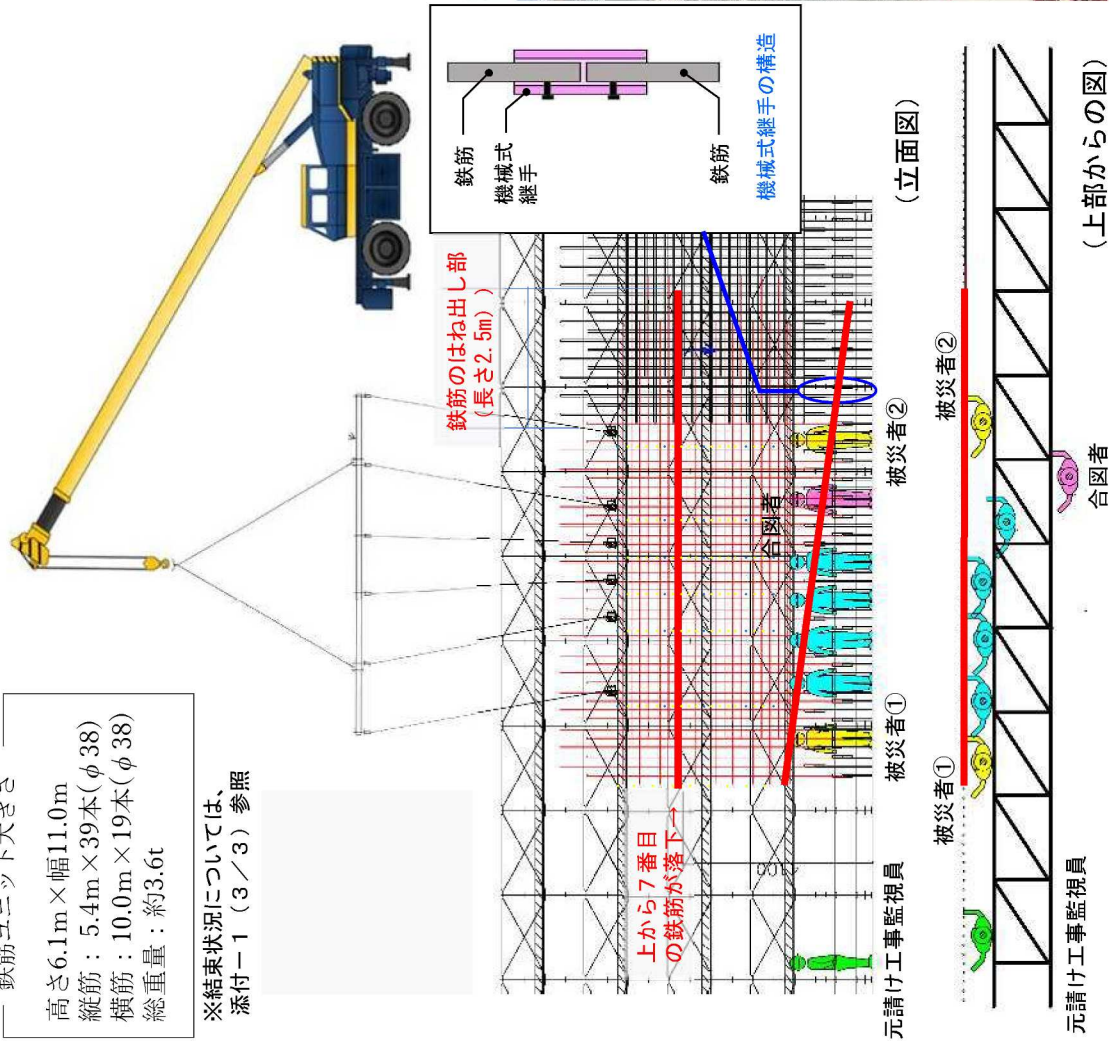 鉄筋ユニット大きさ
高さ6.1m×幅11.0m
縦筋：5.4m×39本(φ38)
横筋：10.0m×19本(φ38)
総重量：約3.6t
※結束状況については、
添付－1（3／3）参照
鉄筋
機械式
継手
鉄筋
機械式継手の構造
鉄筋のはね出し部
(長さ2.5m)）
上から7番目
の鉄筋が落下→
合図者
元請け工事監視員
被災者①
被災者②
（立面図）
被災者①
被災者②
元請け工事監視員
合図者
（上部からの図）